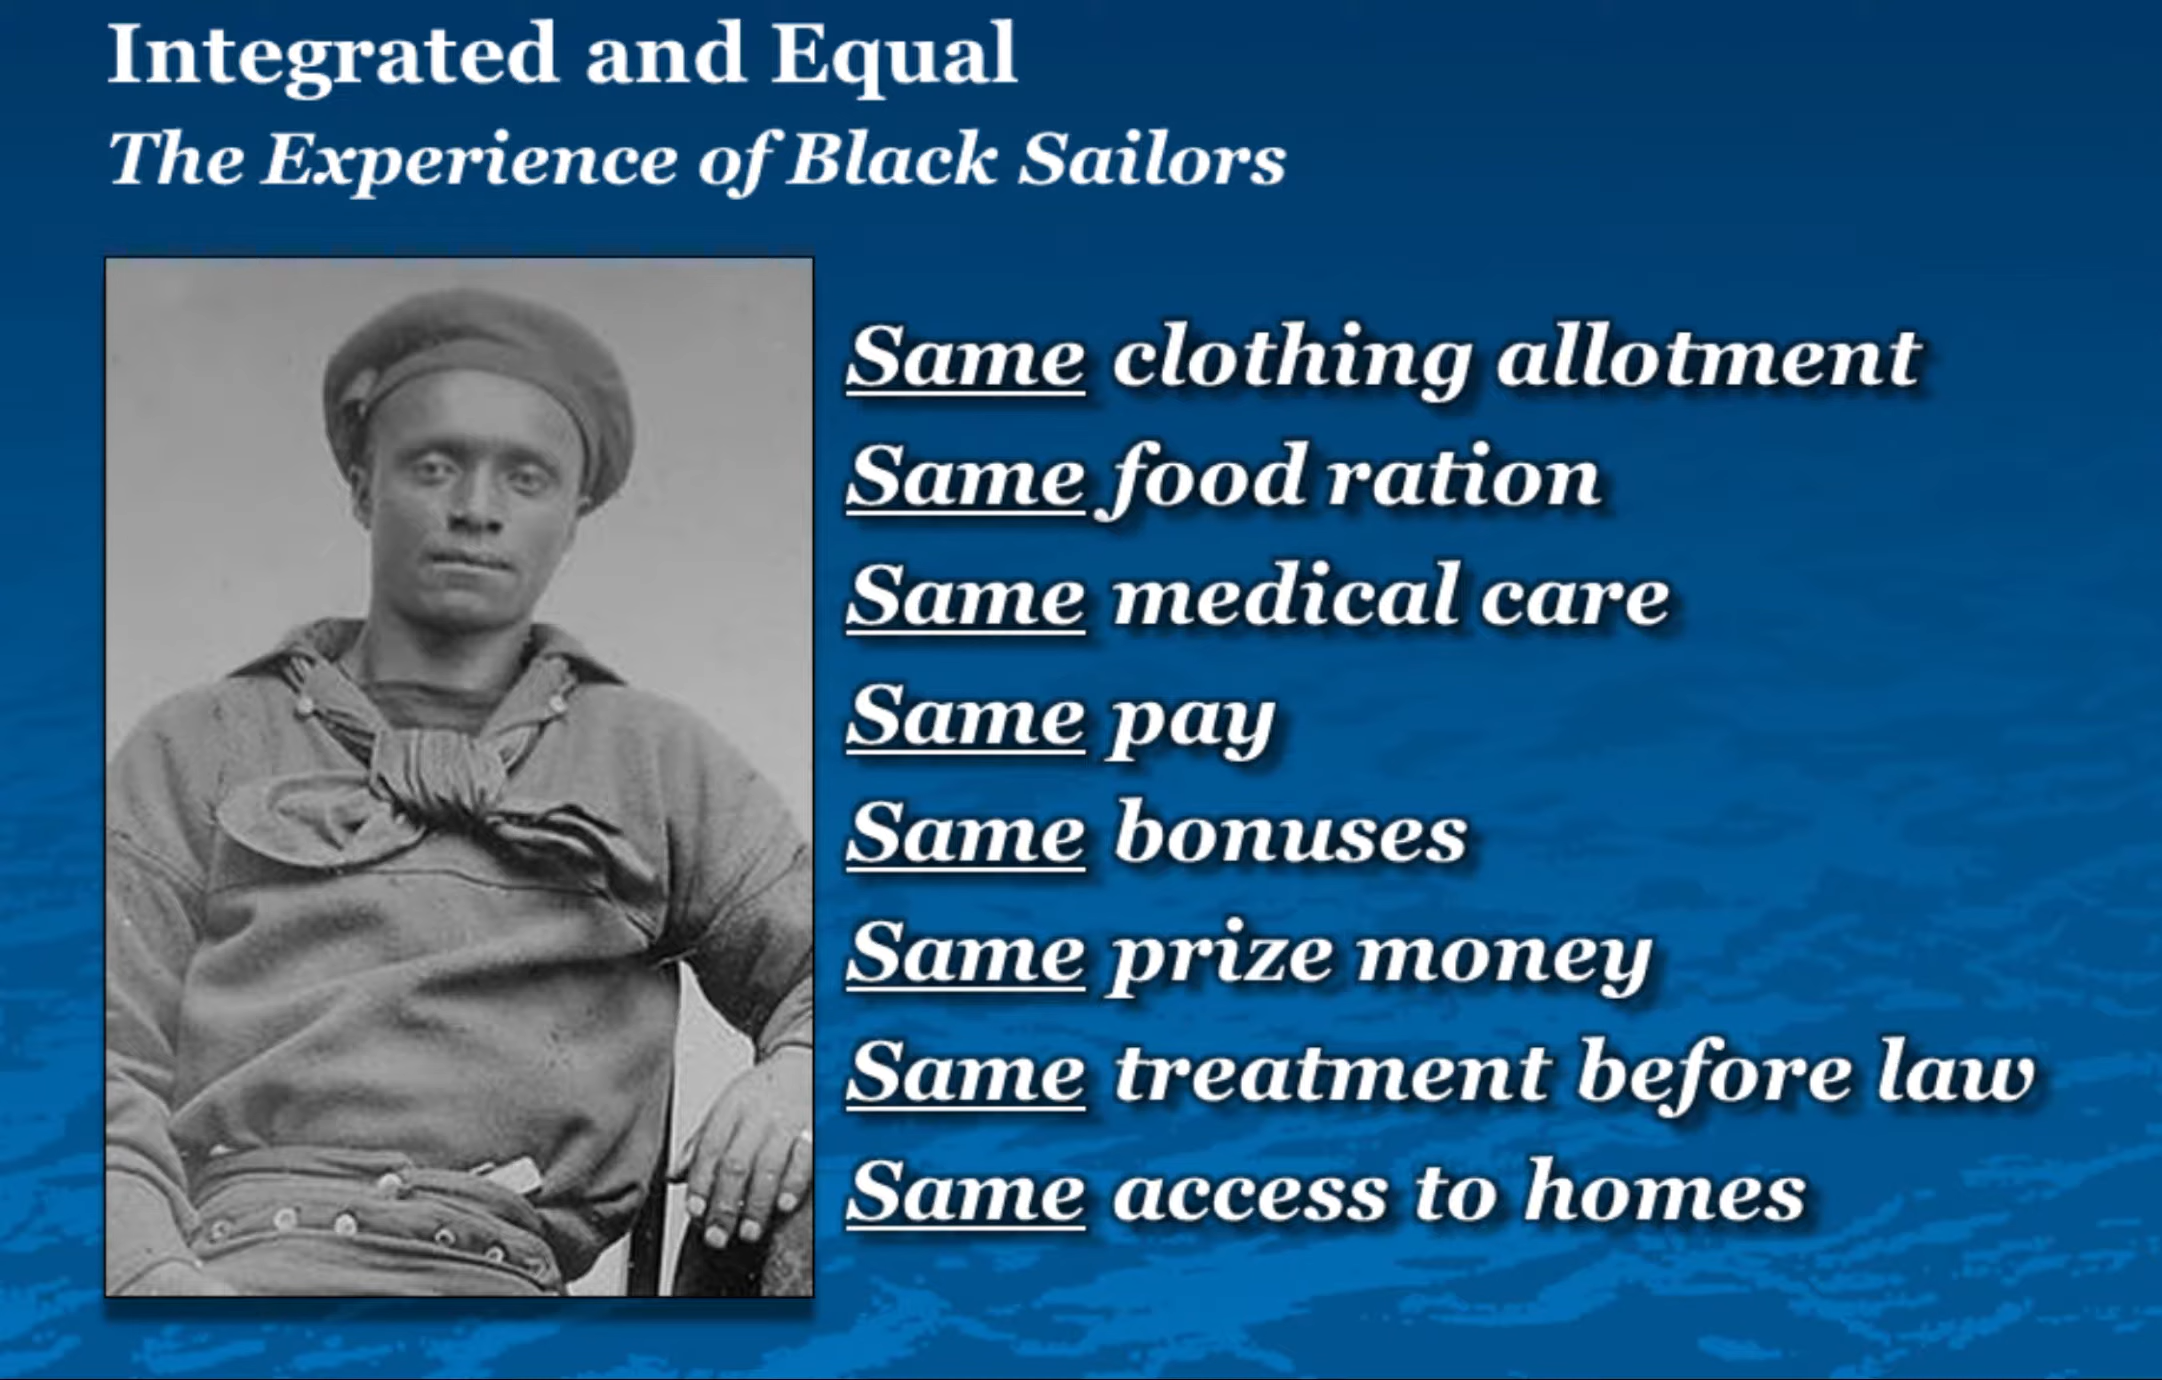 Integrated and Equal
The Experience of Black Sailors
Same clothing allotment
Same food ration
Same medical care
Same pay
Same bonuses
Same prize money
Same treatment before law
Same access to homes